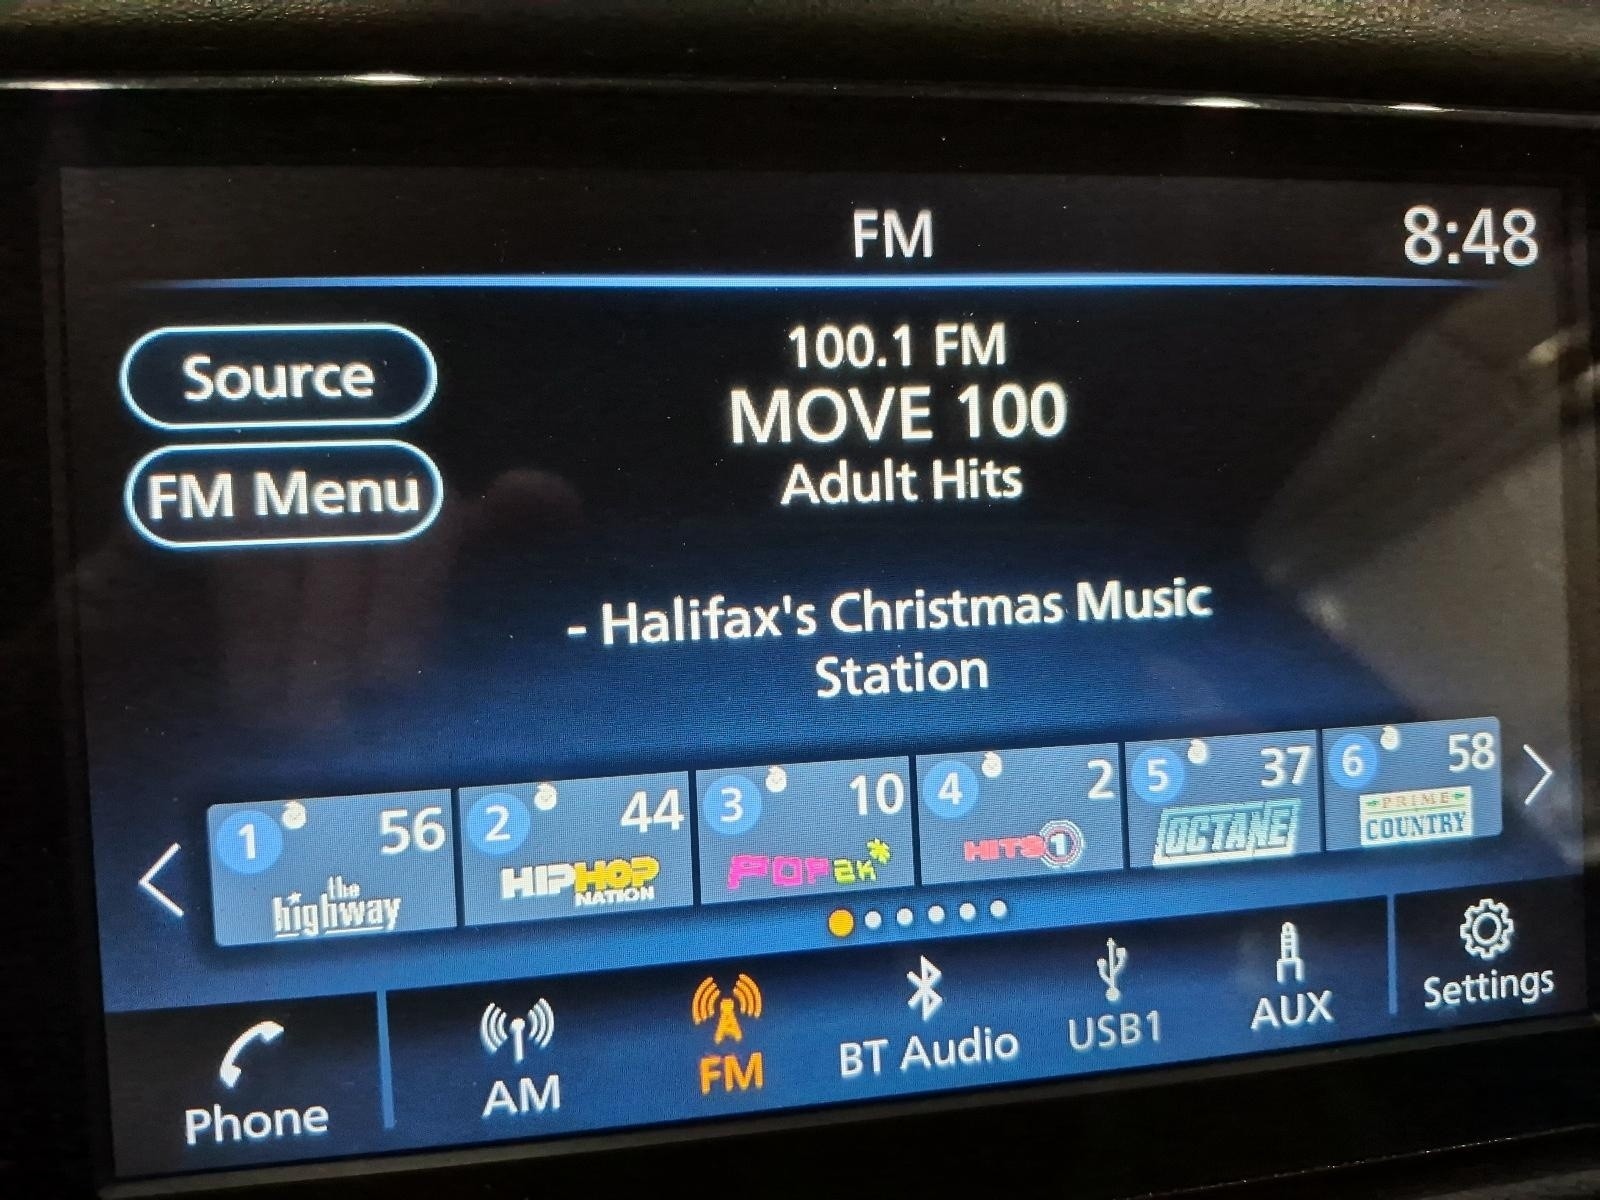 FM
8:48
Source
FM Menu
100.1 FM
MOVE 100
Adult Hits
- Halifax's Christmas Music
Station
1 56
the
highway
2 44
HIPHOP
NATION
3 10
POP2K
4 2
HITS 1
5 37
OCTANE
6 58
PRIME
COUNTRY
Phone
AM
FM
BT Audio
USB1
AUX
Settings